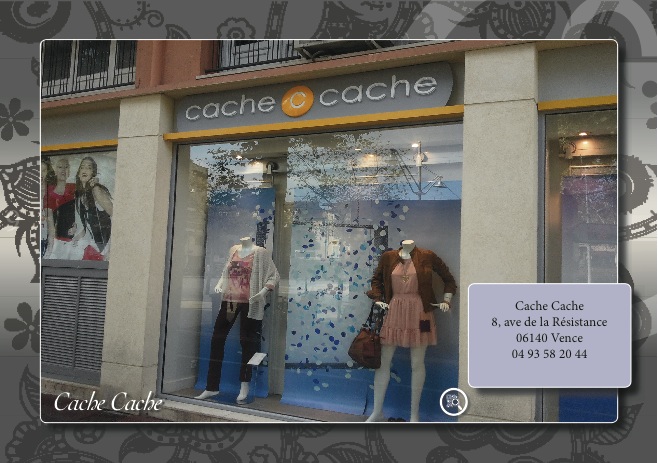 cache c cache
Cache Cache
8, ave de la Résistance
06140 Vence
04 93 58 20 44
Cache Cache